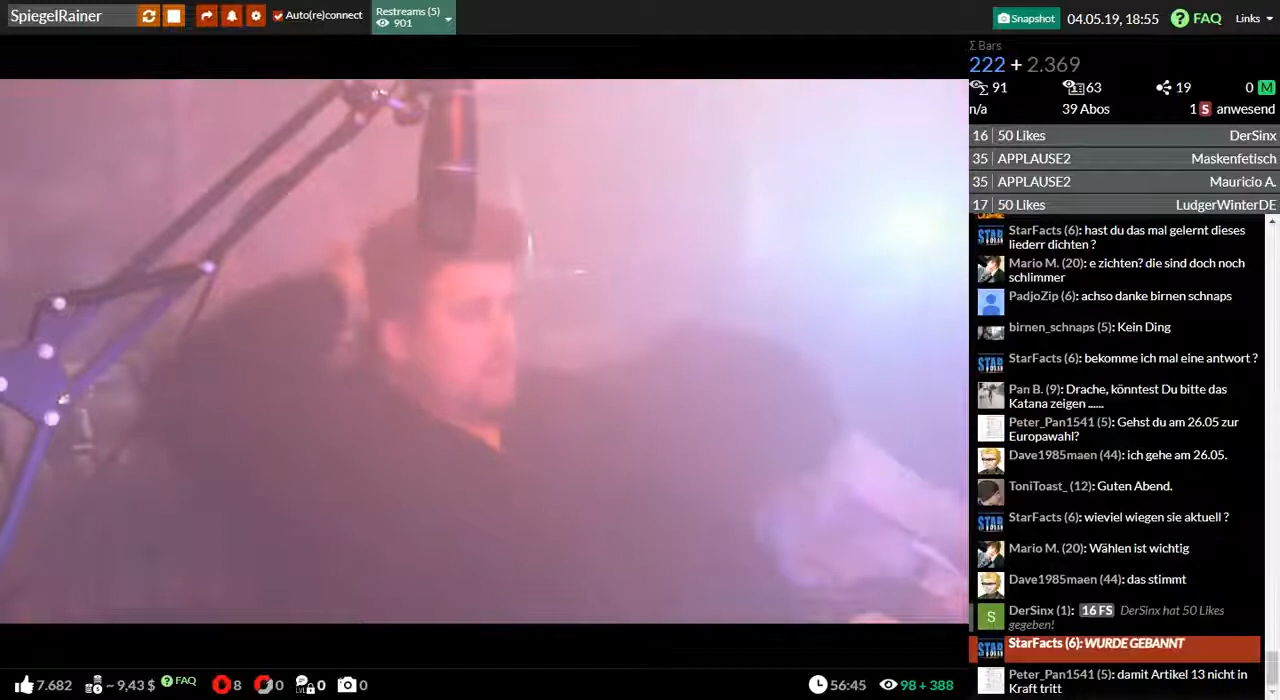 SpiegelRainer
Auto(re)connect
Restreams (5)
901
Snapshot
04.05.19, 18:55
FAQ
Links
Σ Bars
222 + 2.369
91
63
19
0 M
n/a
39 Abos
1 S anwesend
16 50 Likes DerSinx
35 APPLAUSE2 Maskenfetisch
35 APPLAUSE2 Mauricio A.
17 50 Likes LudgerWinterDE
StarFacts (6): hast du das mal gelernt dieses
liederr dichten ?
Mario M. (20): e zichten? die sind doch noch
schlimmer
PadjoZip (6): achso danke birnen schnaps
birnen_schnaps (5): Kein Ding
StarFacts (6): bekomme ich mal eine antwort ?
Pan B. (9): Drache, könntest Du bitte das
Katana zeigen ......
Peter_Pan1541 (5): Gehst du am 26.05 zur
Europawahl?
Dave1985maen (44): ich gehe am 26.05.
ToniToast_ (12): Guten Abend.
StarFacts (6): wieviel wiegen sie aktuell ?
Mario M. (20): Wählen ist wichtig
Dave1985maen (44): das stimmt
S
DerSinx (1): 16 FS DerSinx hat 50 Likes
gegeben!
StarFacts (6): WURDE GEBANNT
Peter_Pan1541 (5): damit Artikel 13 nicht in
Kraft tritt
7.682
~ 9,43 $
FAQ
8
0
LVL
0
0
56:45
98 + 388